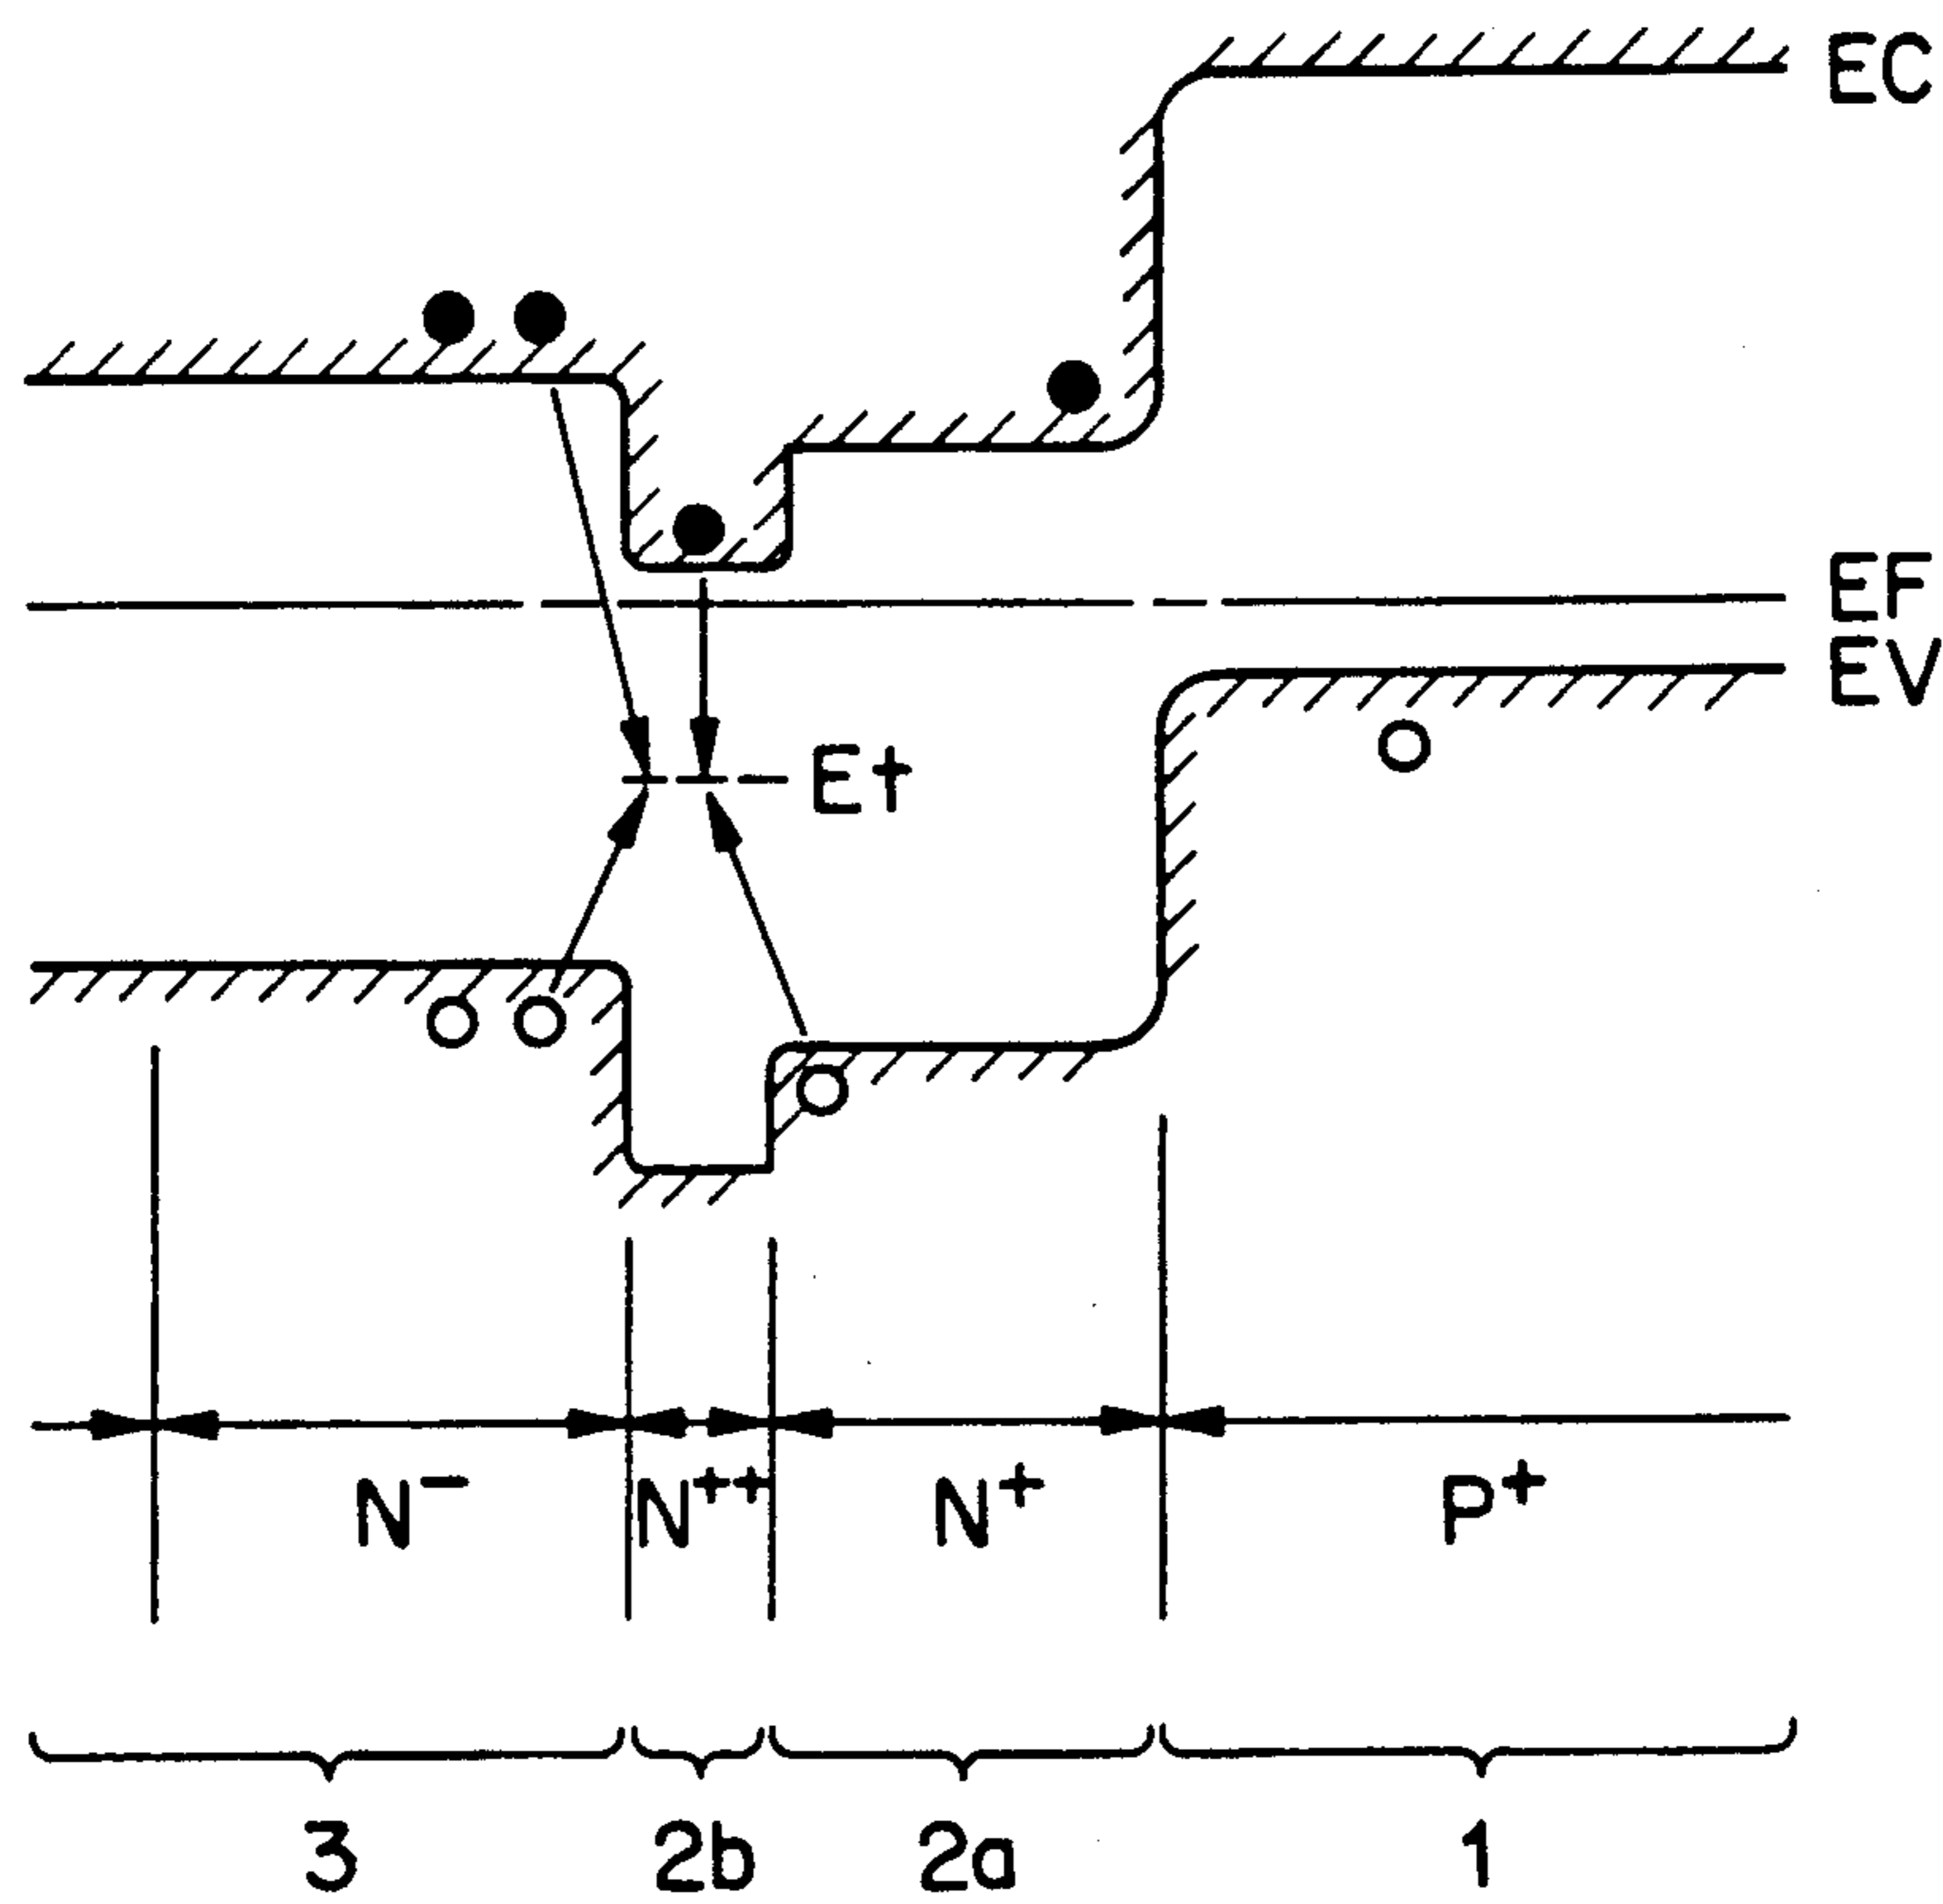 EC
EF
EV
Et
N⁻ N⁺⁺ N⁺ P⁺
3 2b 2a 1